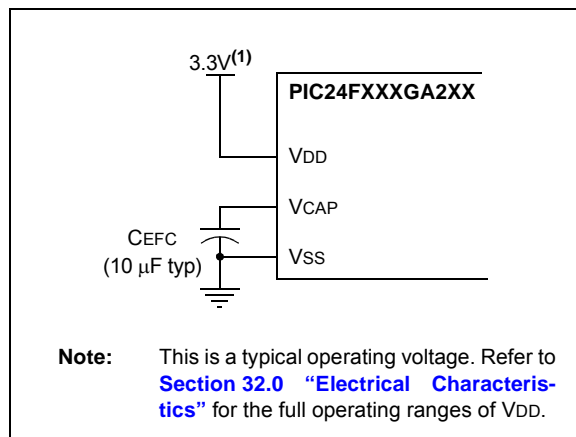 3.3V(1)
PIC24FXXXGA2XX
VDD
VCAP
CEFC
(10 μF typ)
VSS
Note: This is a typical operating voltage. Refer to
Section 32.0 “Electrical Characteris-
tics” for the full operating ranges of VDD.